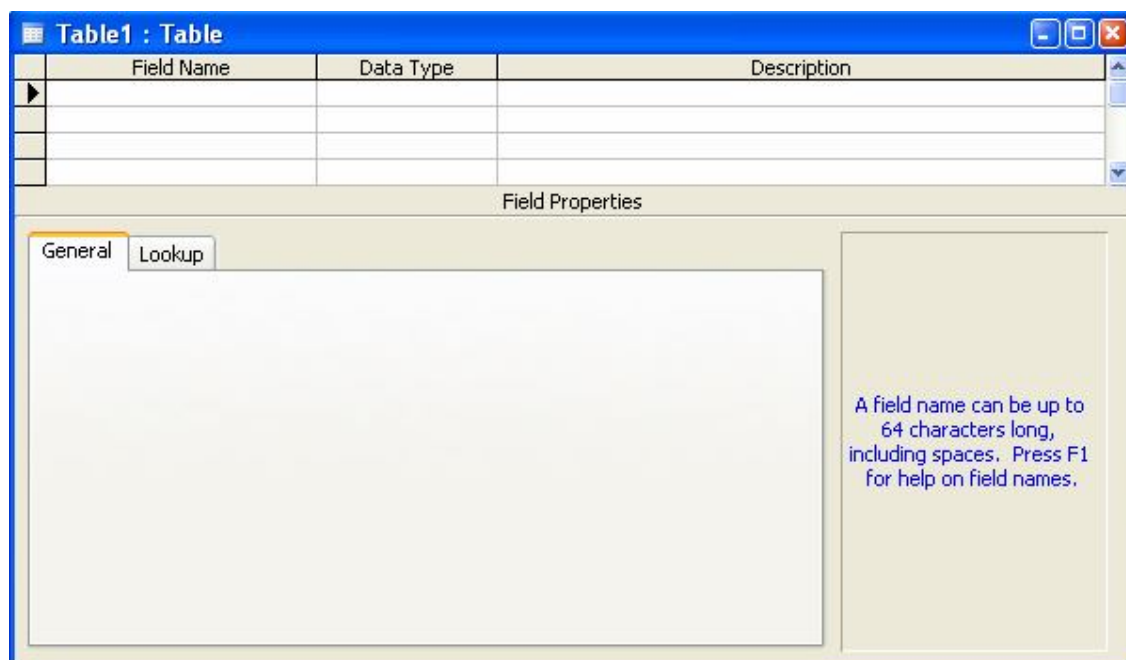 Table1 : Table
Field Name Data Type Description
Field Properties
General Lookup
A field name can be up to
64 characters long,
including spaces.  Press F1
for help on field names.